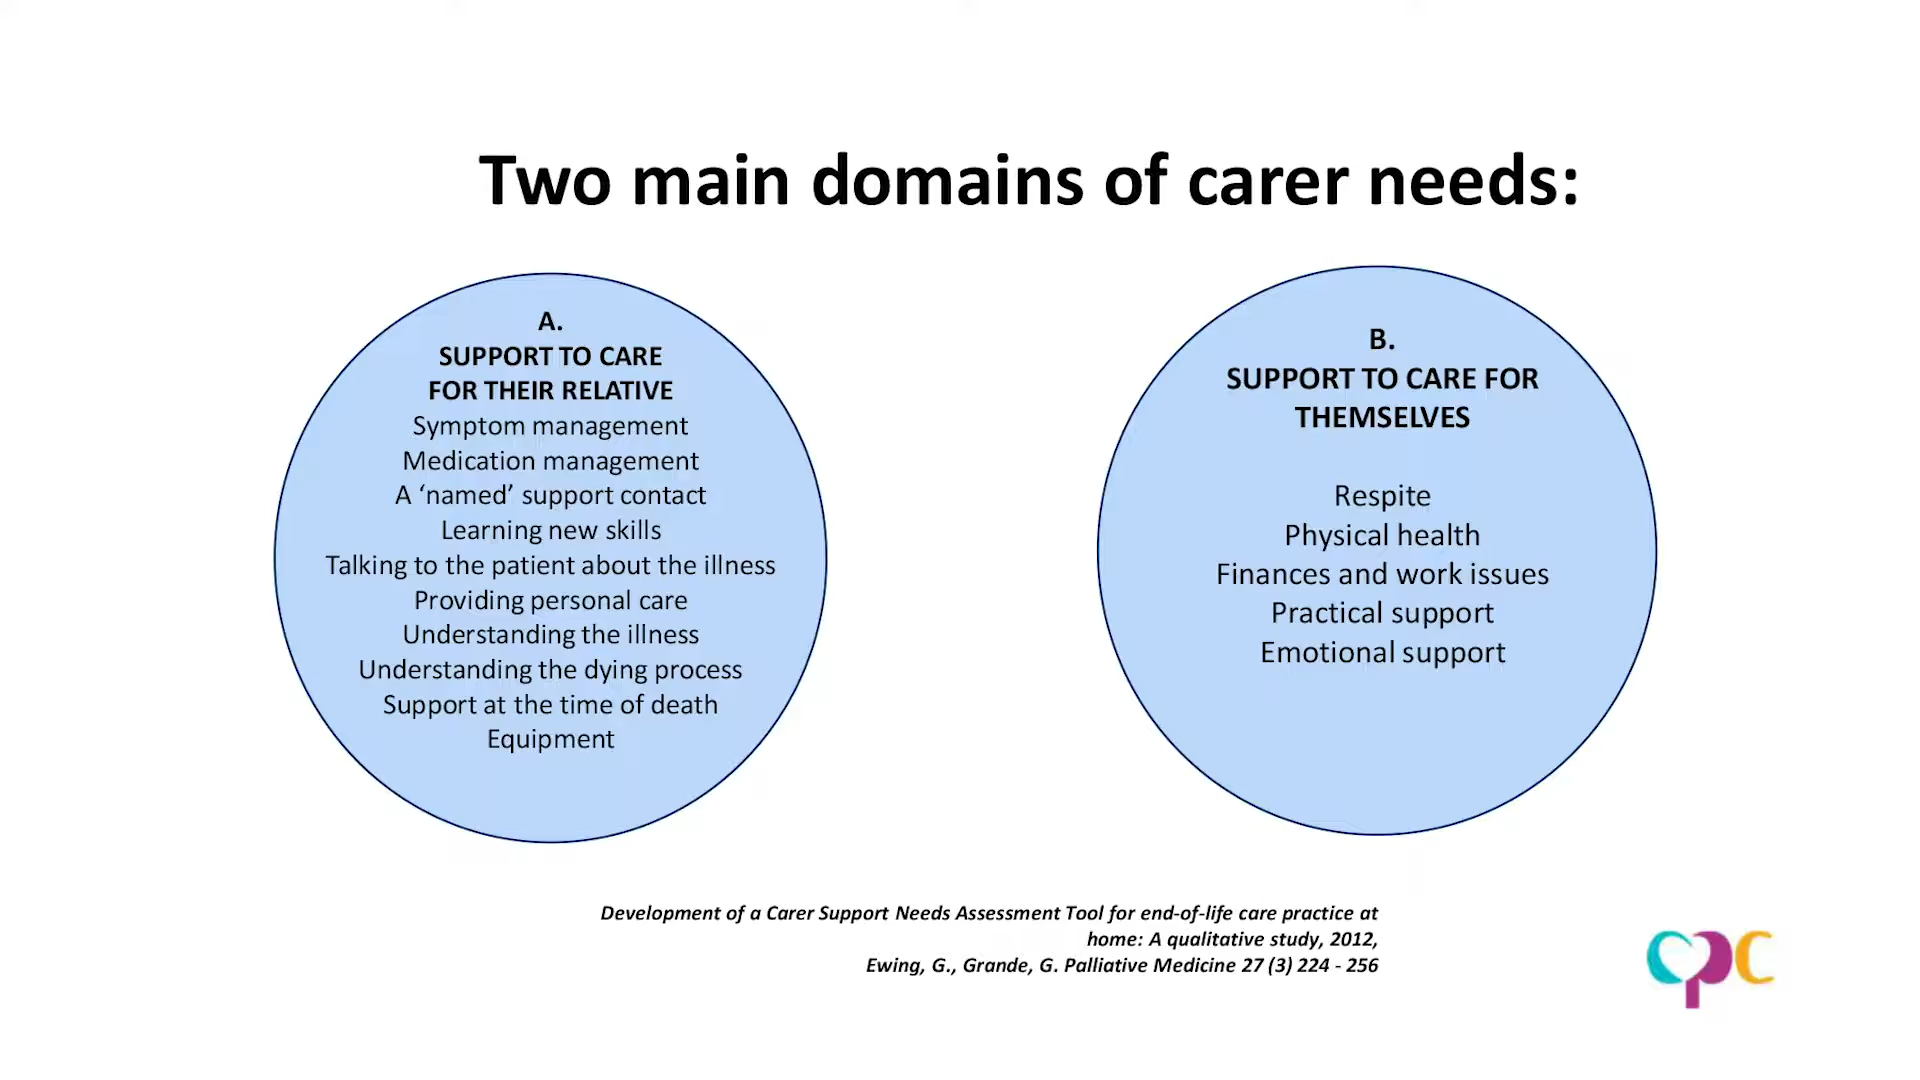 Two main domains of carer needs:
A.
SUPPORT TO CARE
FOR THEIR RELATIVE
Symptom management
Medication management
A ‘named’ support contact
Learning new skills
Talking to the patient about the illness
Providing personal care
Understanding the illness
Understanding the dying process
Support at the time of death
Equipment
B.
SUPPORT TO CARE FOR
THEMSELVES
Respite
Physical health
Finances and work issues
Practical support
Emotional support
Development of a Carer Support Needs Assessment Tool for end-of-life care practice at
home: A qualitative study, 2012,
Ewing, G., Grande, G. Palliative Medicine 27 (3) 224 - 256
cpc